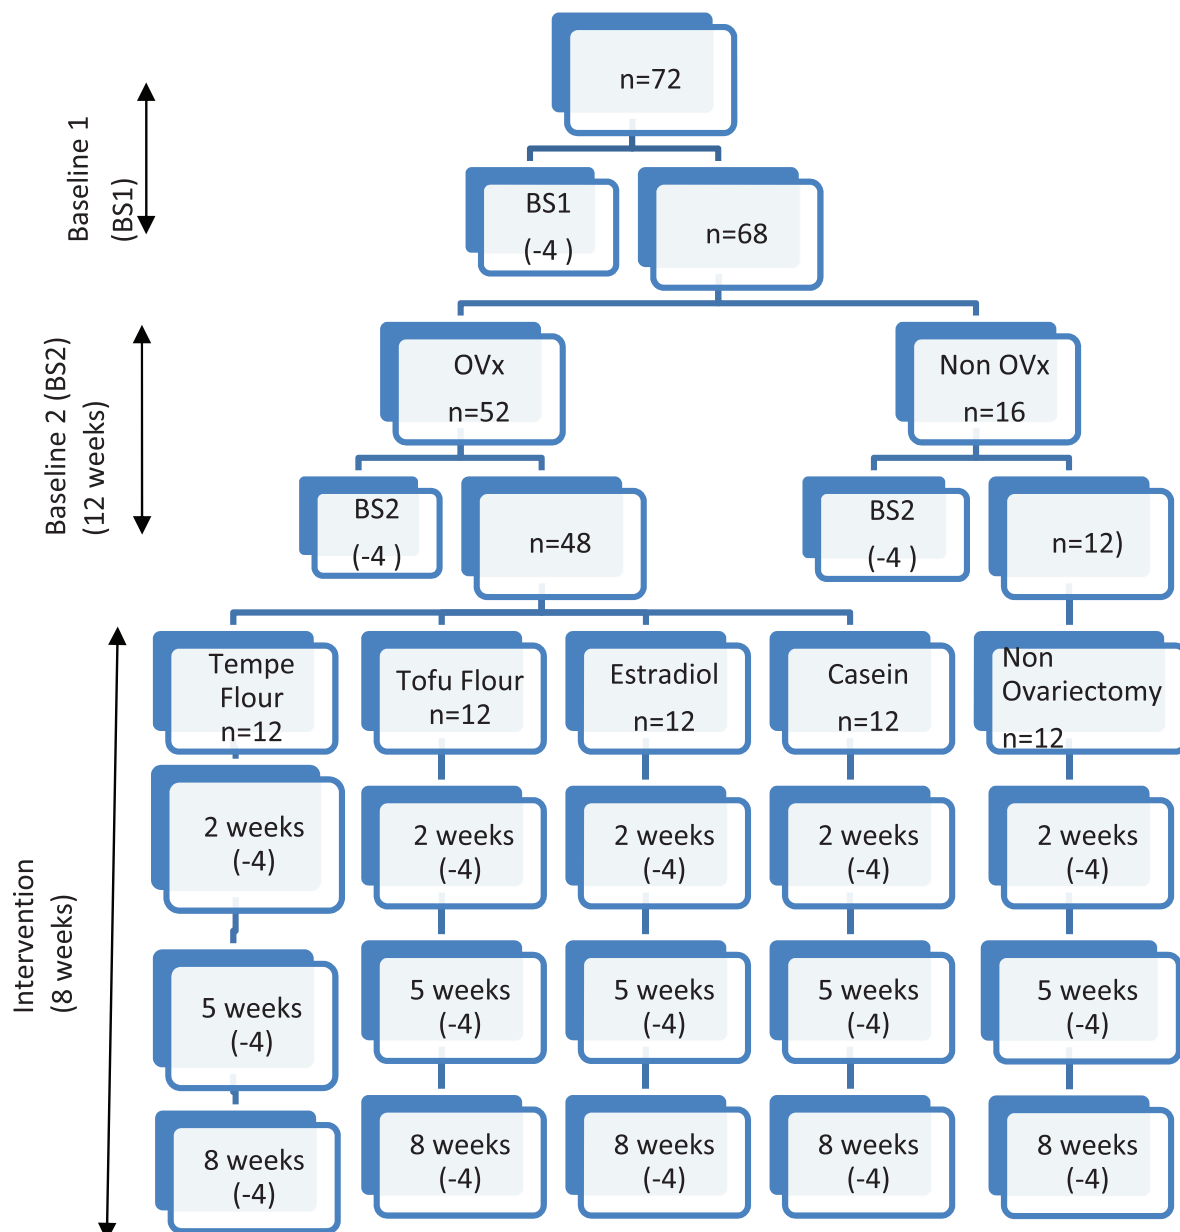 n=72
Baseline 1
(BS1)
BS1
(-4 )
n=68
Baseline 2 (BS2)
(12 weeks)
OVx
n=52
Non OVx
n=16
BS2
(-4 )
n=48
BS2
(-4 )
n=12)
Intervention
(8 weeks)
Tempe
Flour
n=12
Tofu Flour
n=12
Estradiol
n=12
Casein
n=12
Non
Ovariectomy
n=12
2 weeks
(-4)
2 weeks
(-4)
2 weeks
(-4)
2 weeks
(-4)
2 weeks
(-4)
5 weeks
(-4)
5 weeks
(-4)
5 weeks
(-4)
5 weeks
(-4)
5 weeks
(-4)
8 weeks
(-4)
8 weeks
(-4)
8 weeks
(-4)
8 weeks
(-4)
8 weeks
(-4)